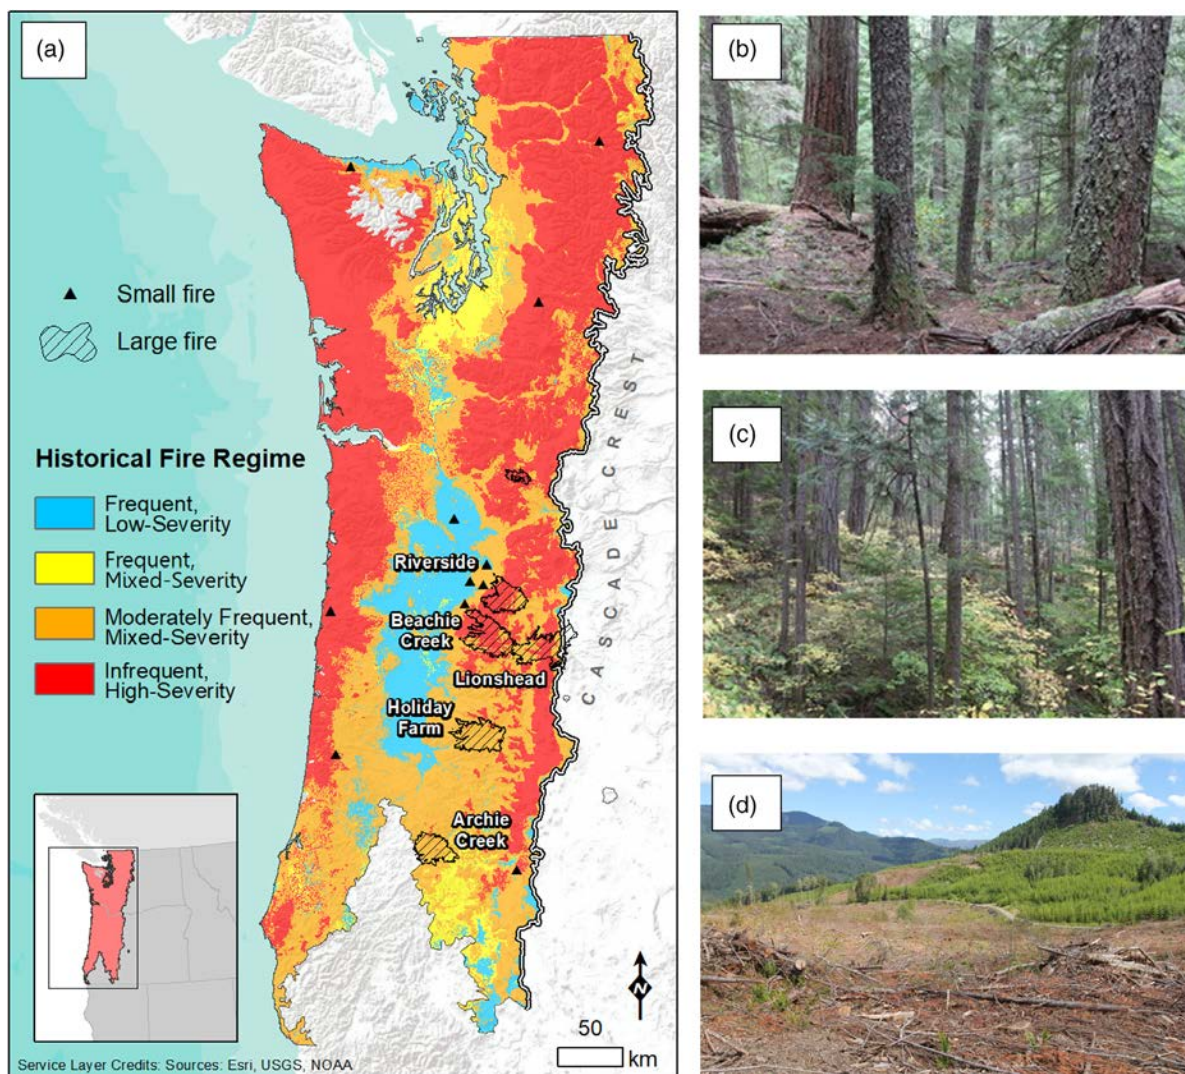 (a)
Small fire
Large fire
Historical Fire Regime
Frequent,
Low-Severity
Frequent,
Mixed-Severity
Moderately Frequent,
Mixed-Severity
Infrequent,
High-Severity
Riverside
Beachie
Creek
Lionshead
Holiday
Farm
Archie
Creek
CASCADE CREST
N
50
km
Service Layer Credits: Sources: Esri, USGS, NOAA
(b)
(c)
(d)